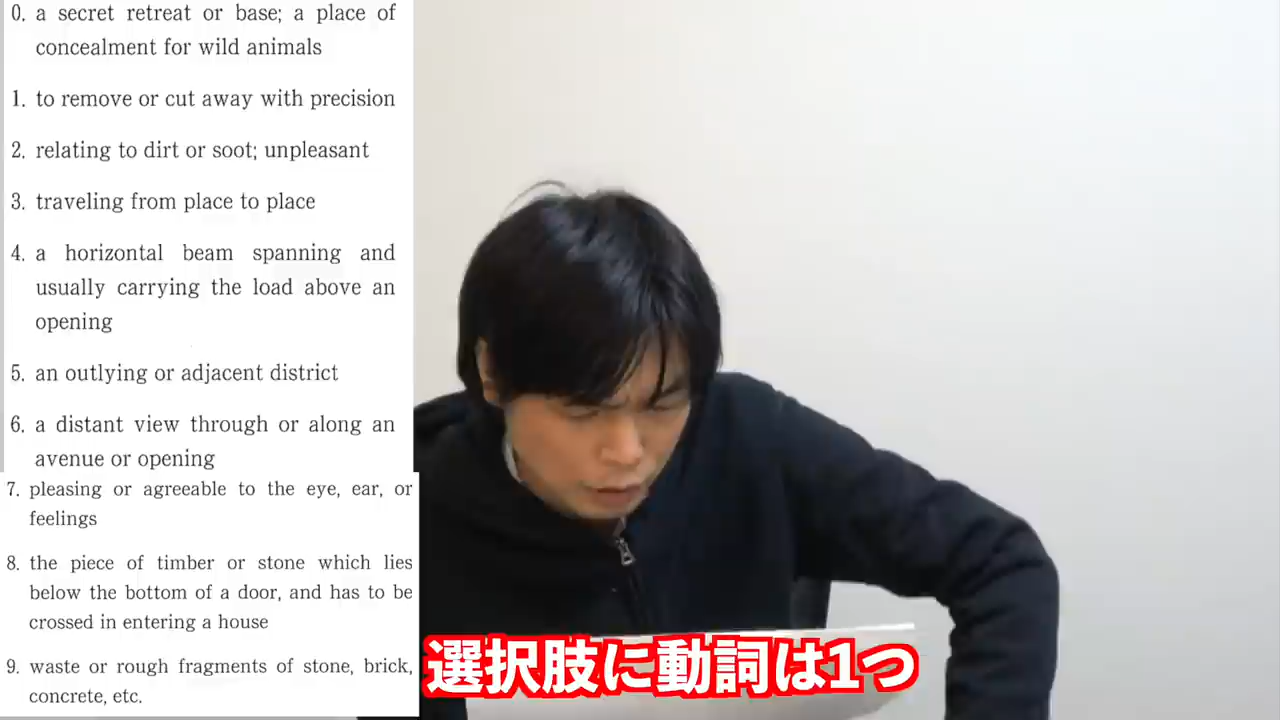 0. a secret retreat or base; a place of
concealment for wild animals
1. to remove or cut away with precision
2. relating to dirt or soot; unpleasant
3. traveling from place to place
4. a horizontal beam spanning and
usually carrying the load above an
opening
5. an outlying or adjacent district
6. a distant view through or along an
avenue or opening
7. pleasing or agreeable to the eye, ear, or
feelings
8. the piece of timber or stone which lies
below the bottom of a door, and has to be
crossed in entering a house
9. waste or rough fragments of stone, brick,
concrete, etc.
選択肢に動詞は1つ